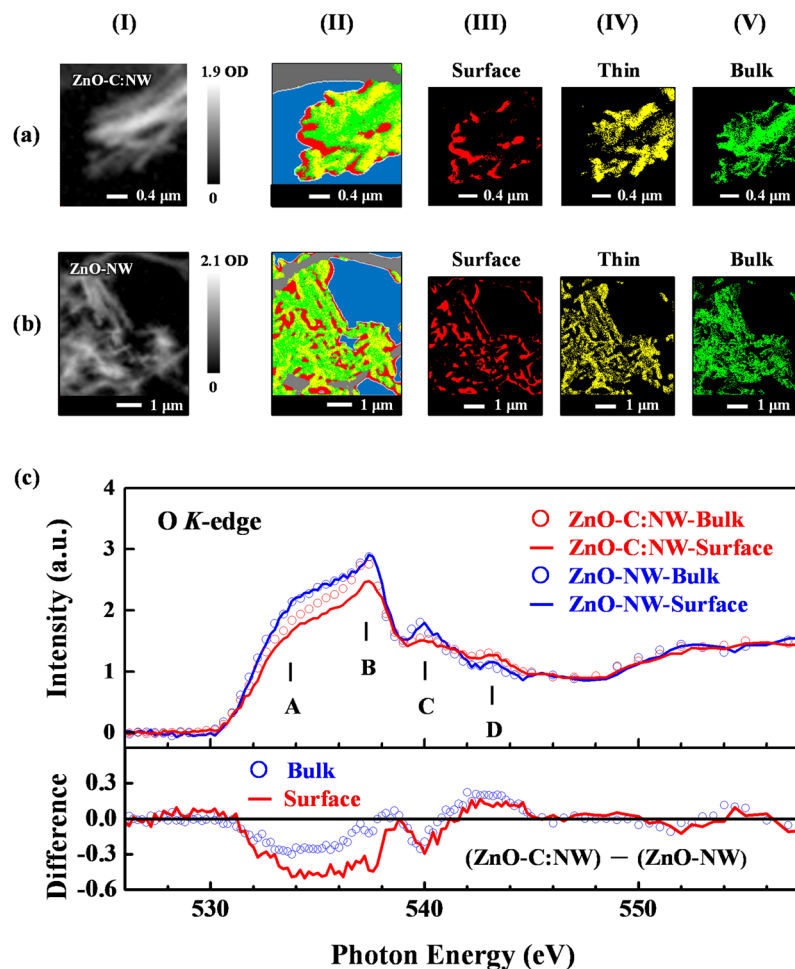 (I) (II) (III) (IV) (V)
ZnO-C:NW
1.9 OD
Surface Thin Bulk
(a)
0.4 μm
0
0.4 μm
0.4 μm
0.4 μm
0.4 μm
ZnO-NW
2.1 OD
Surface Thin Bulk
(b)
0
1 μm
1 μm
1 μm
1 μm
1 μm
(c)
O K-edge
ZnO-C:NW-Bulk
ZnO-C:NW-Surface
ZnO-NW-Bulk
ZnO-NW-Surface
Intensity (a.u.)
4
3
2
1
0
A
B
C
D
Difference
0.3
0.0
-0.3
-0.6
Bulk
Surface
(ZnO-C:NW) — (ZnO-NW)
530 540 550
Photon Energy (eV)